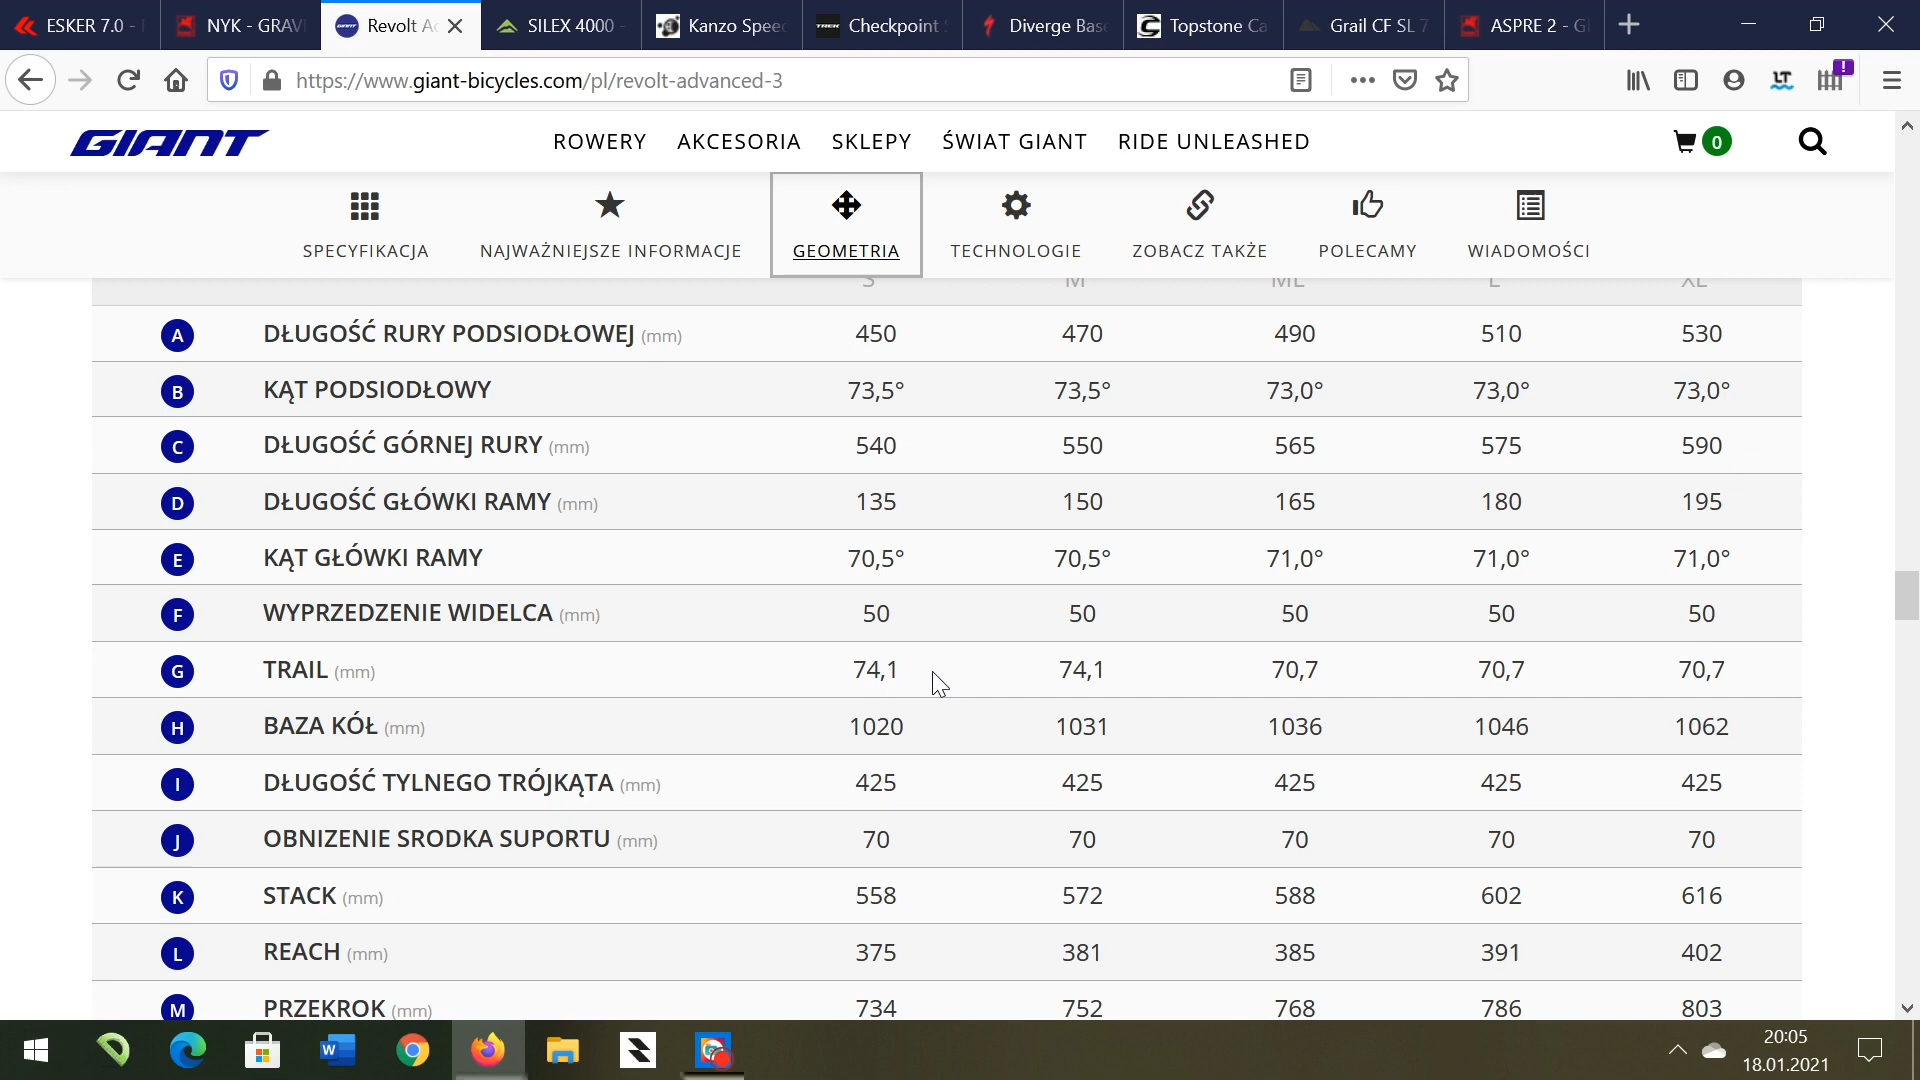 ESKER 7.0 -
NYK - GRAV
Revolt Ad
SILEX 4000 -
Kanzo Spee
Checkpoint
Diverge Bas
Topstone Ca
Grail CF SL 7
ASPRE 2 - G
https://www.giant-bicycles.com/pl/revolt-advanced-3
GIANT
ROWERY AKCESORIA SKLEPY ŚWIAT GIANT RIDE UNLEASHED
0
SPECYFIKACJA NAJWAŻNIEJSZE INFORMACJE GEOMETRIA TECHNOLOGIE ZOBACZ TAKŻE POLECAMY WIADOMOŚCI
S M ML L XL
A DŁUGOŚĆ RURY PODSIODŁOWEJ (mm) 450 470 490 510 530
B KĄT PODSIODŁOWY 73,5° 73,5° 73,0° 73,0° 73,0°
C DŁUGOŚĆ GÓRNEJ RURY (mm) 540 550 565 575 590
D DŁUGOŚĆ GŁÓWKI RAMY (mm) 135 150 165 180 195
E KĄT GŁÓWKI RAMY 70,5° 70,5° 71,0° 71,0° 71,0°
F WYPRZEDZENIE WIDELCA (mm) 50 50 50 50 50
G TRAIL (mm) 74,1 74,1 70,7 70,7 70,7
H BAZA KÓŁ (mm) 1020 1031 1036 1046 1062
I DŁUGOŚĆ TYLNEGO TRÓJKĄTA (mm) 425 425 425 425 425
J OBNIZENIE SRODKA SUPORTU (mm) 70 70 70 70 70
K STACK (mm) 558 572 588 602 616
L REACH (mm) 375 381 385 391 402
M PRZEKROK (mm) 734 752 768 786 803
20:05
18.01.2021